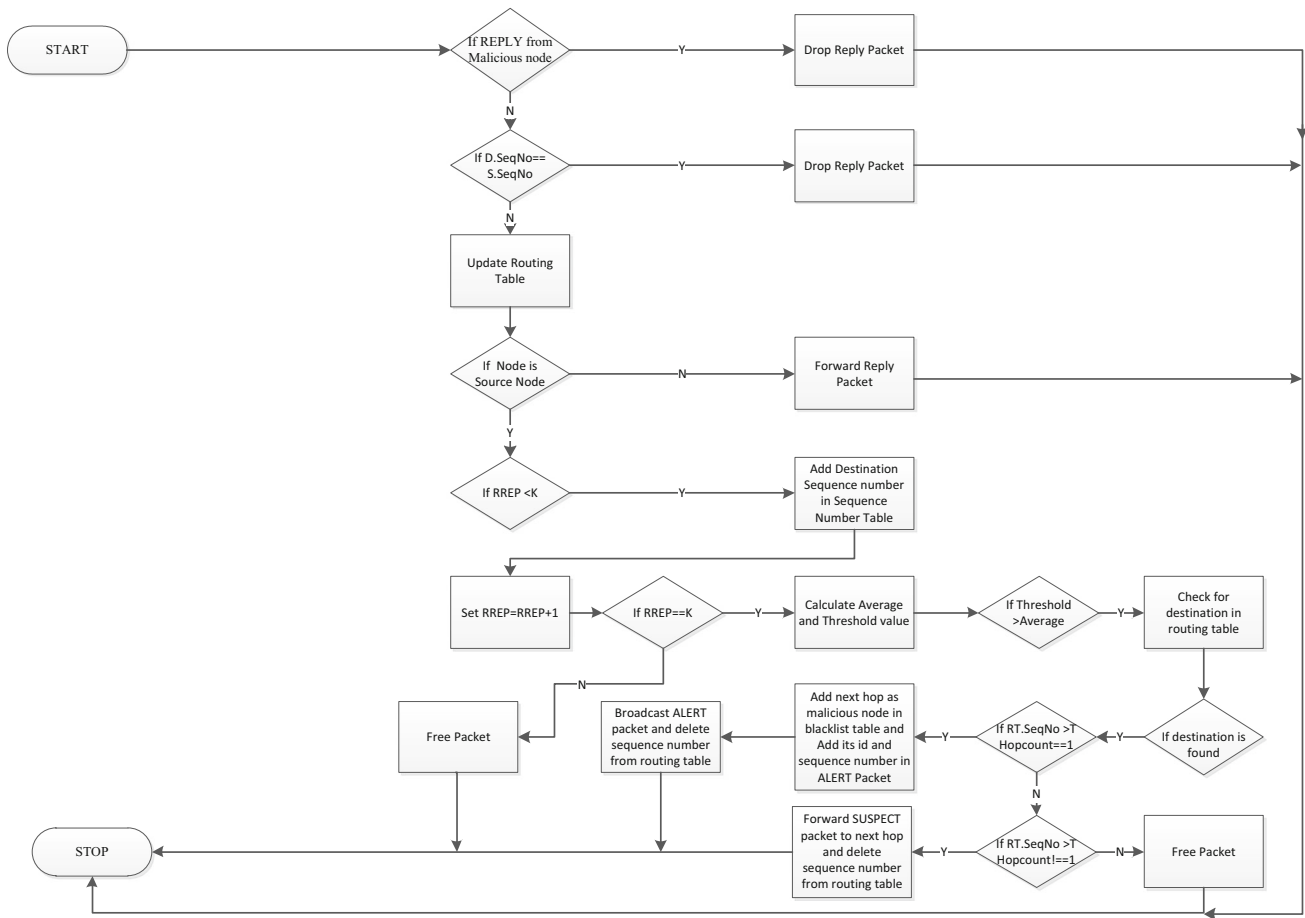 START
If REPLY from
Malicious node
Y
Drop Reply Packet
N
If D.SeqNo==
S.SeqNo
Y
Drop Reply Packet
N
Update Routing
Table
If Node is
Source Node
N
Forward Reply
Packet
Y
If RREP <K
Y
Add Destination
Sequence number
in Sequence
Number Table
Set RREP=RREP+1
If RREP==K
Y
Calculate Average
and Threshold value
If Threshold
>Average
Y
Check for
destination in
routing table
N
Free Packet
Broadcast ALERT
packet and delete
sequence number
from routing table
Add next hop as
malicious node in
blacklist table and
Add its id and
sequence number in
ALERT Packet
Y
If RT.SeqNo >T
Hopcount==1
Y
If destination is
found
N
STOP
Forward SUSPECT
packet to next hop
and delete
sequence number
from routing table
Y
If RT.SeqNo >T
Hopcount!==1
N
Free Packet